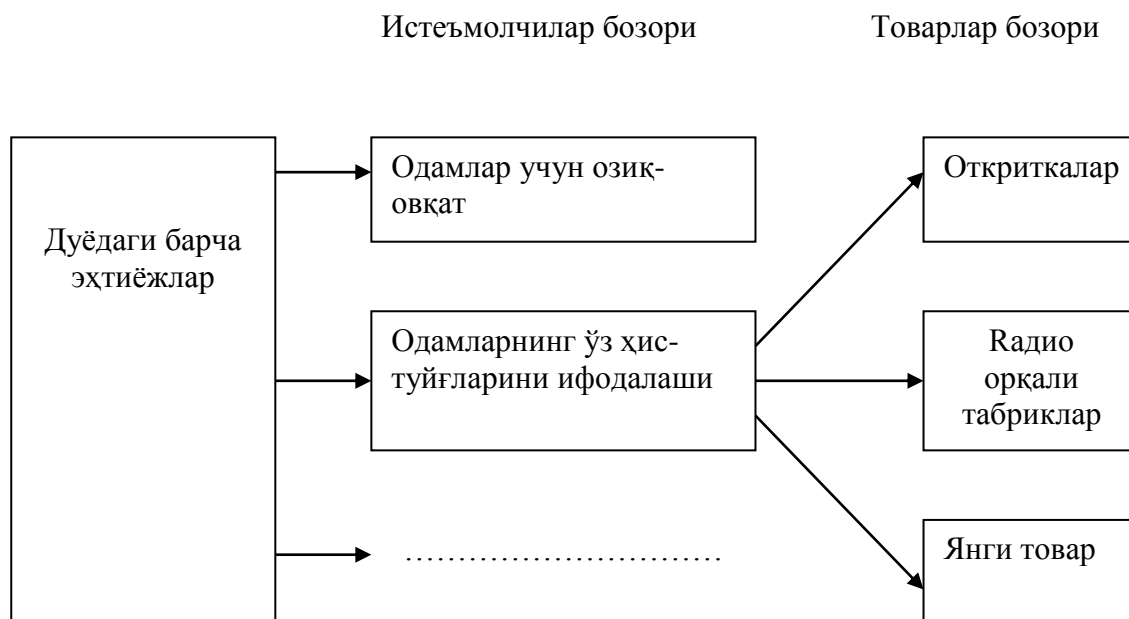 Истеъмолчилар бозори
Товарлар бозори
Дуёдаги барча
эҳтиёжлар
Одамлар учун озиқ-
овқат
Одамларнинг ўз ҳис-
туйғларини ифодалаши
................................
Откриткалар
Rадио
орқали
табриклар
Янги товар